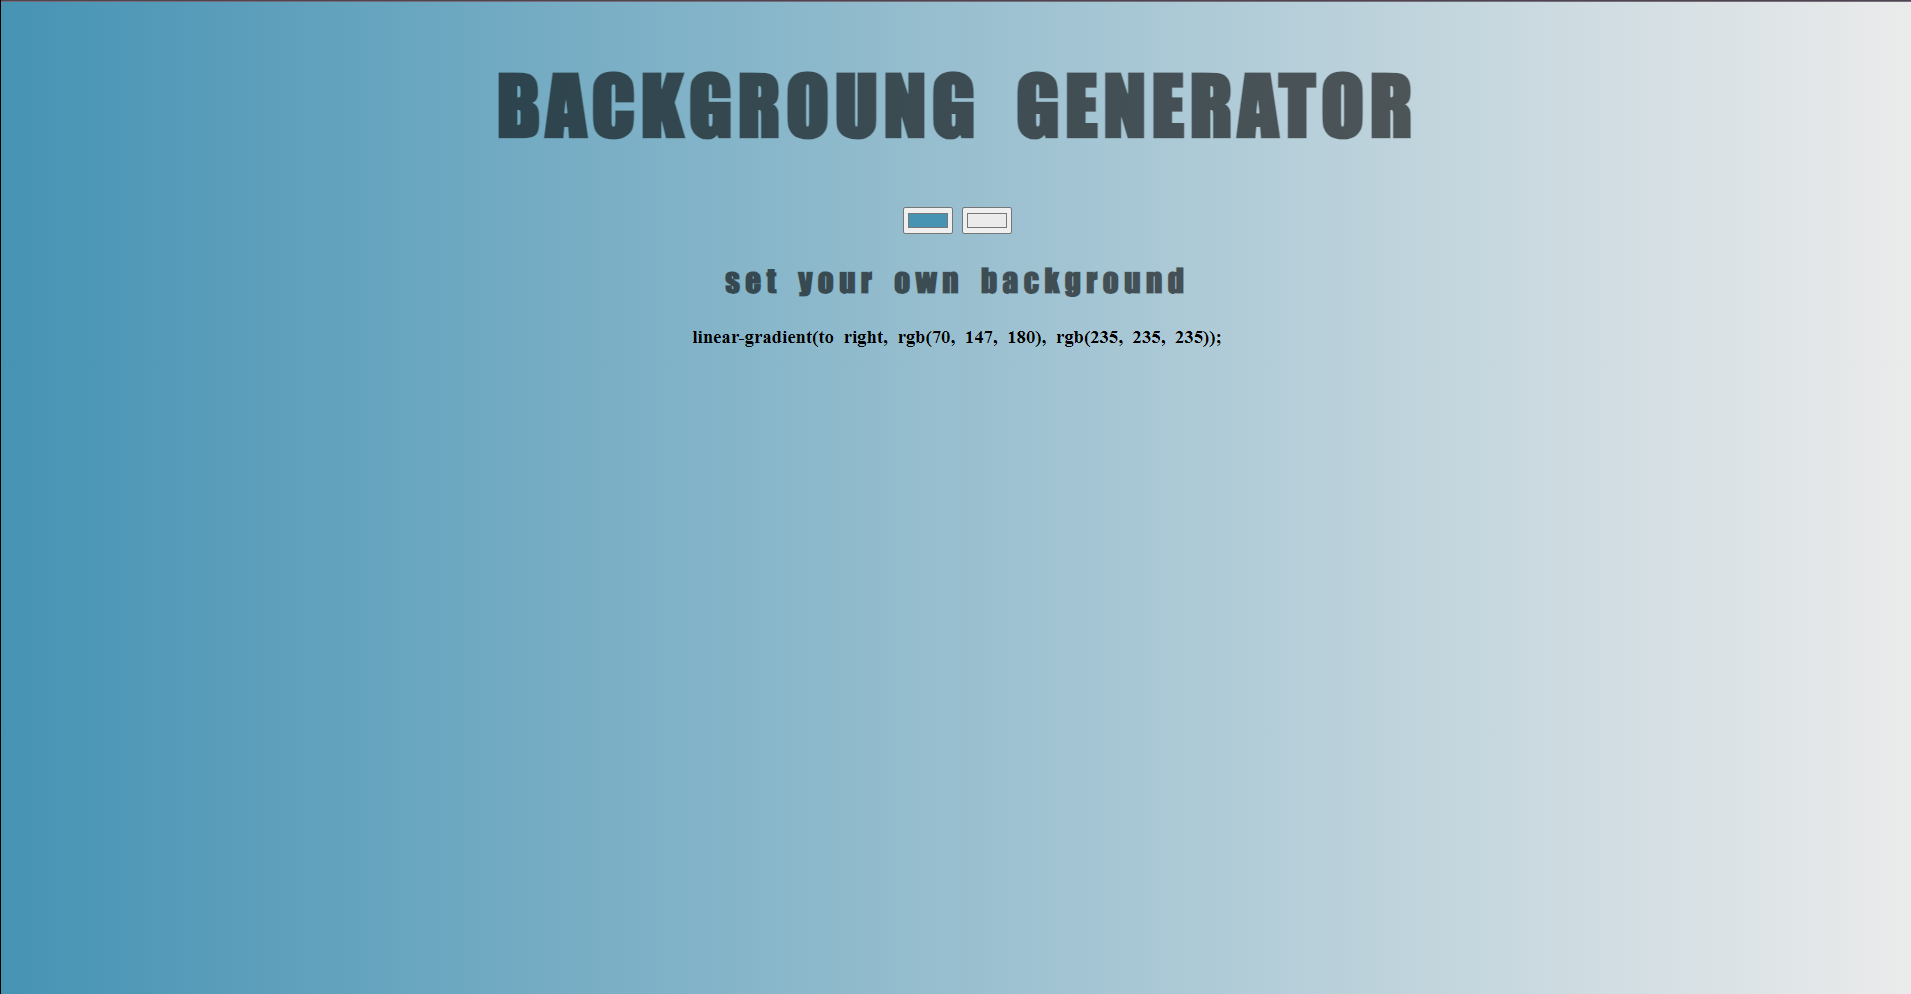 BACKGROUNG GENERATOR
set your own background
linear-gradient(to right, rgb(70, 147, 180), rgb(235, 235, 235));